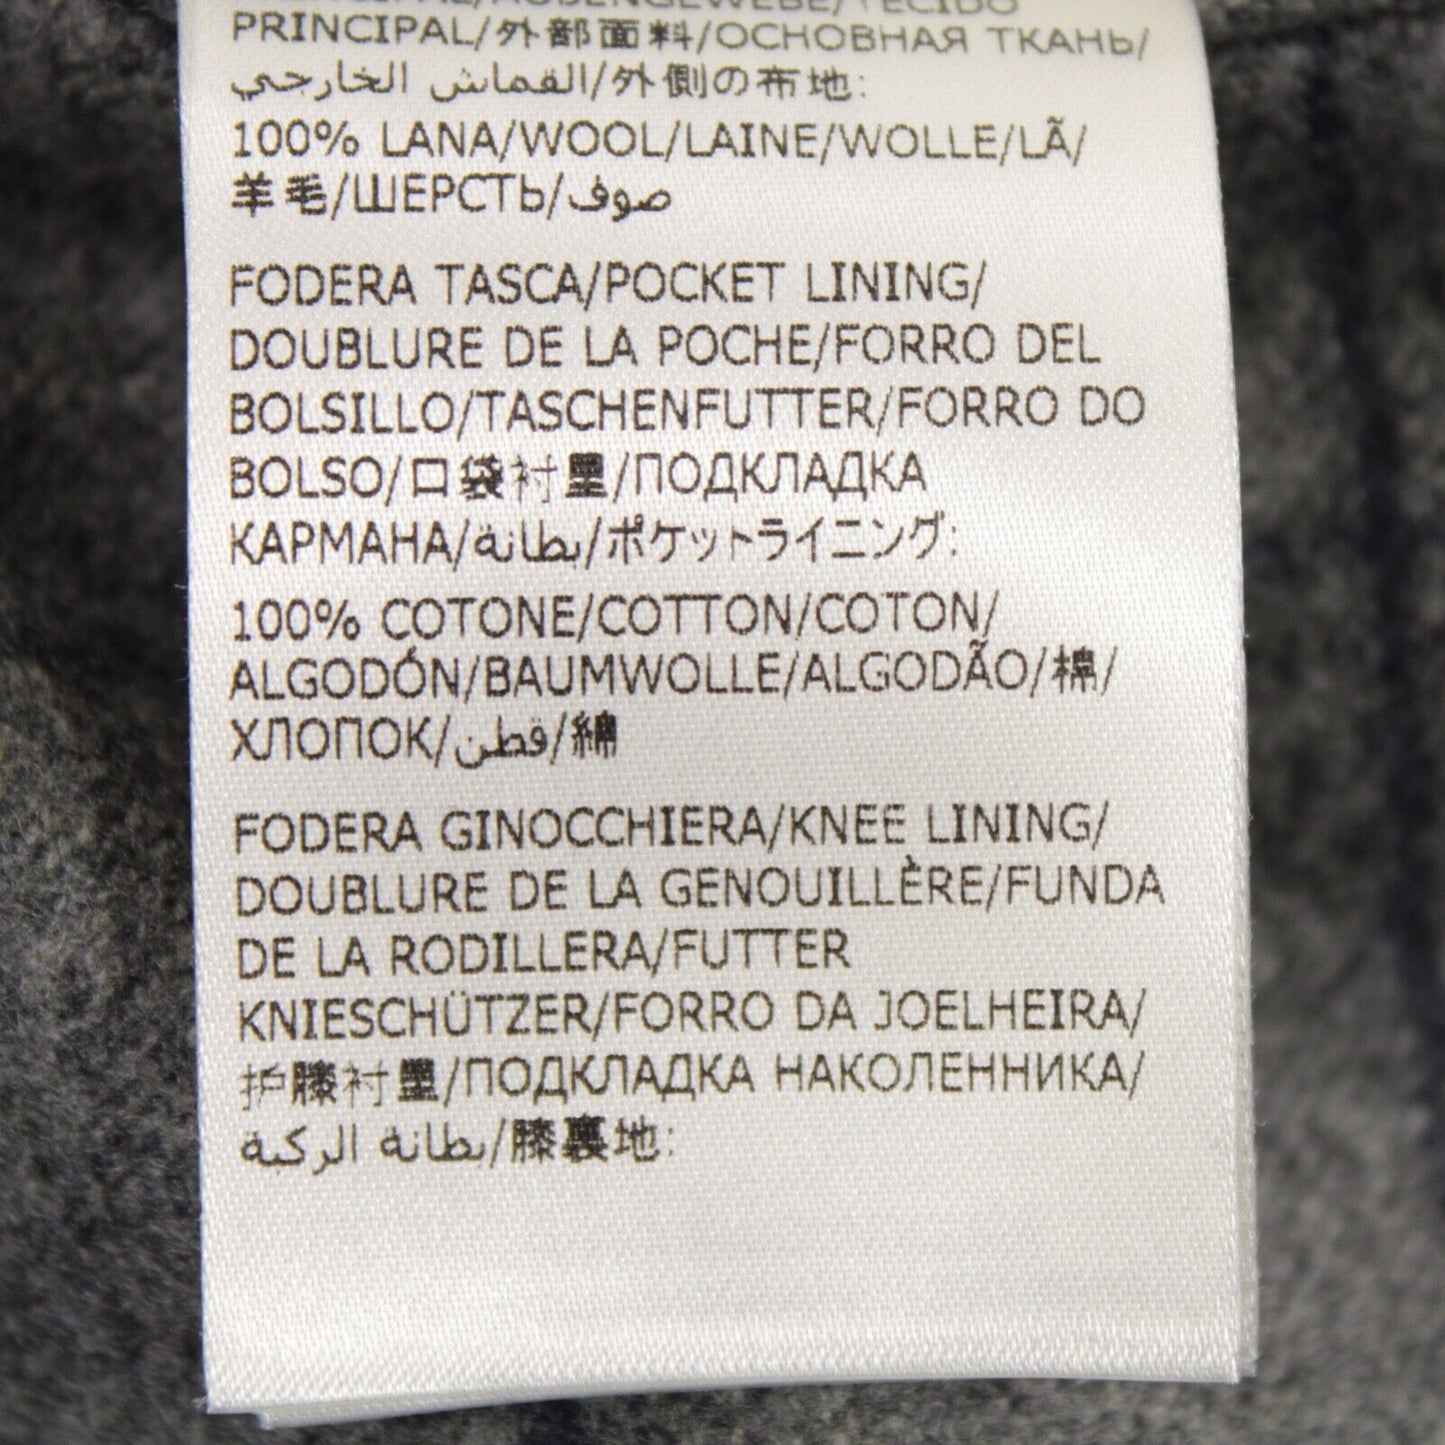 PRINCIPAL/AUßENGEWEBE/TECIDO
PRINCIPAL/外部面料/ОСНОВНАЯ ТКАНЬ/
القماش الخارجي/外側の布地:
100% LANA/WOOL/LAINE/WOLLE/LÃ/
羊毛/ШЕРСТЬ/صوف
FODERA TASCA/POCKET LINING/
DOUBLURE DE LA POCHE/FORRO DEL
BOLSILLO/TASCHENFUTTER/FORRO DO
BOLSO/口袋衬里/ПОДКЛАДКА
КАРМАНА/بطانة/ポケットライニング:
100% COTONE/COTTON/COTON/
ALGODÓN/BAUMWOLLE/ALGODÃO/棉/
ХЛОПОК/قطن/綿
FODERA GINOCCHIERA/KNEE LINING/
DOUBLURE DE LA GENOUILLÈRE/FUNDA
DE LA RODILLERA/FUTTER
KNIESCHÜTZER/FORRO DA JOELHEIRA/
护膝衬里/ПОДКЛАДКА НАКОЛЕННИКА/
بطانة الركبة/膝裏地: